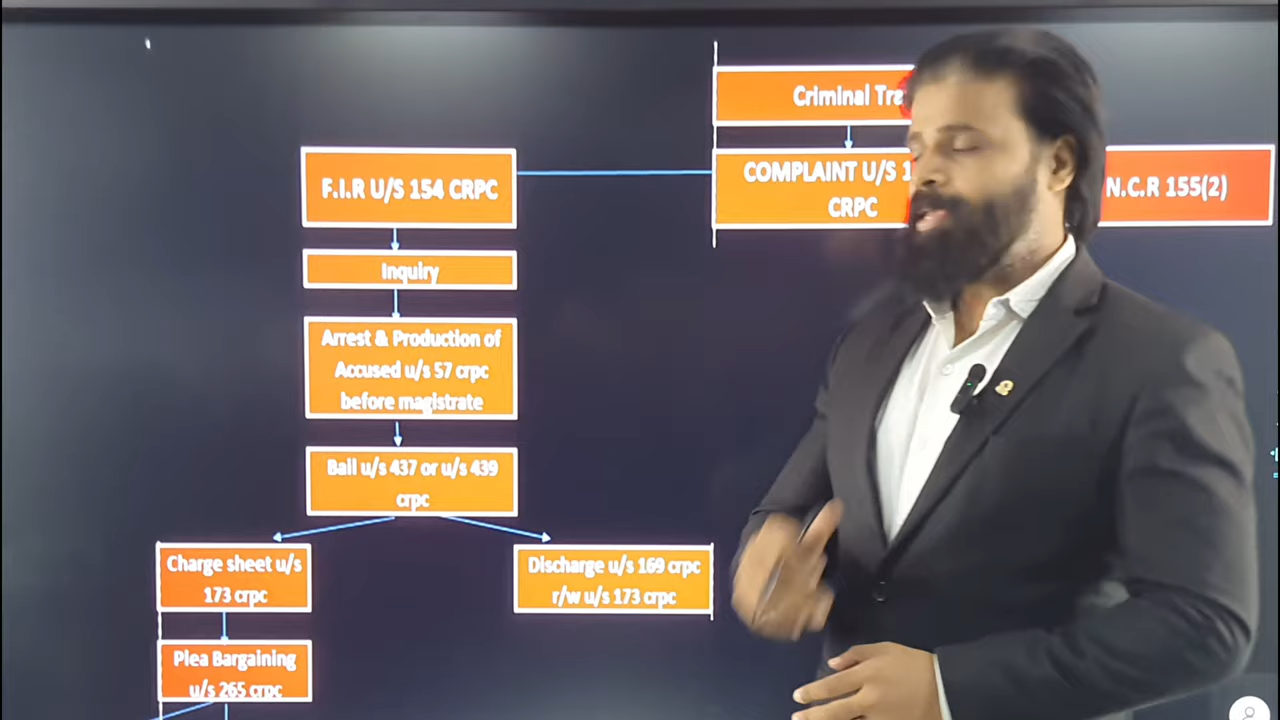 Criminal
COMPLAINT U/S
CRPC
N.C.R 155(2)
F.I.R U/S 154 CRPC
Inquiry
Arrest & Production of
Accused u/s 57 crpc
before magistrate
Bail u/s 437 or u/s 439
crpc
Charge sheet u/s
173 crpc
Discharge u/s 169 crpc
r/w u/s 173 crpc
Plea Bargaining
u/s 265 crpc